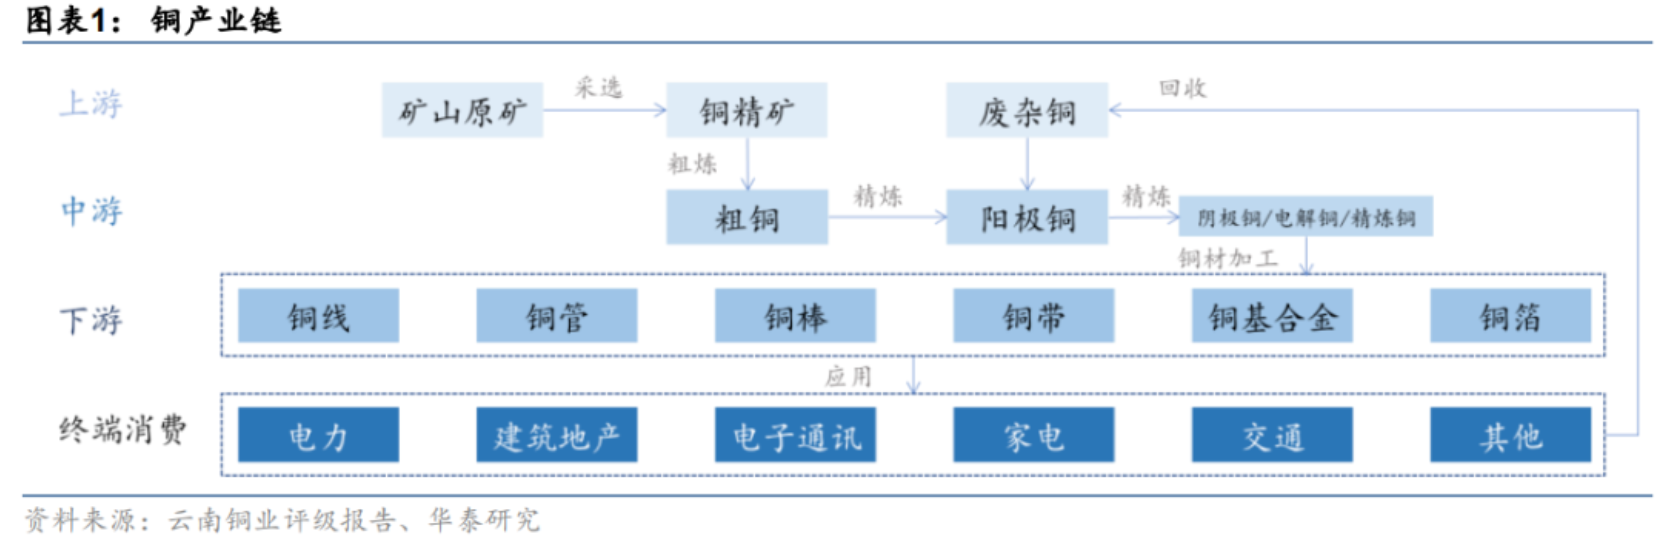 图表1： 铜产业链
上游 矿山原矿 采选 铜精矿 废杂铜 回收
粗炼
中游 粗铜 精炼 阳极铜 精炼 阴极铜/电解铜/精炼铜
铜材加工
下游 铜线 铜管 铜棒 铜带 铜基合金 铜箔
应用
终端消费 电力 建筑地产 电子通讯 家电 交通 其他
资料来源：云南铜业评级报告、华泰研究